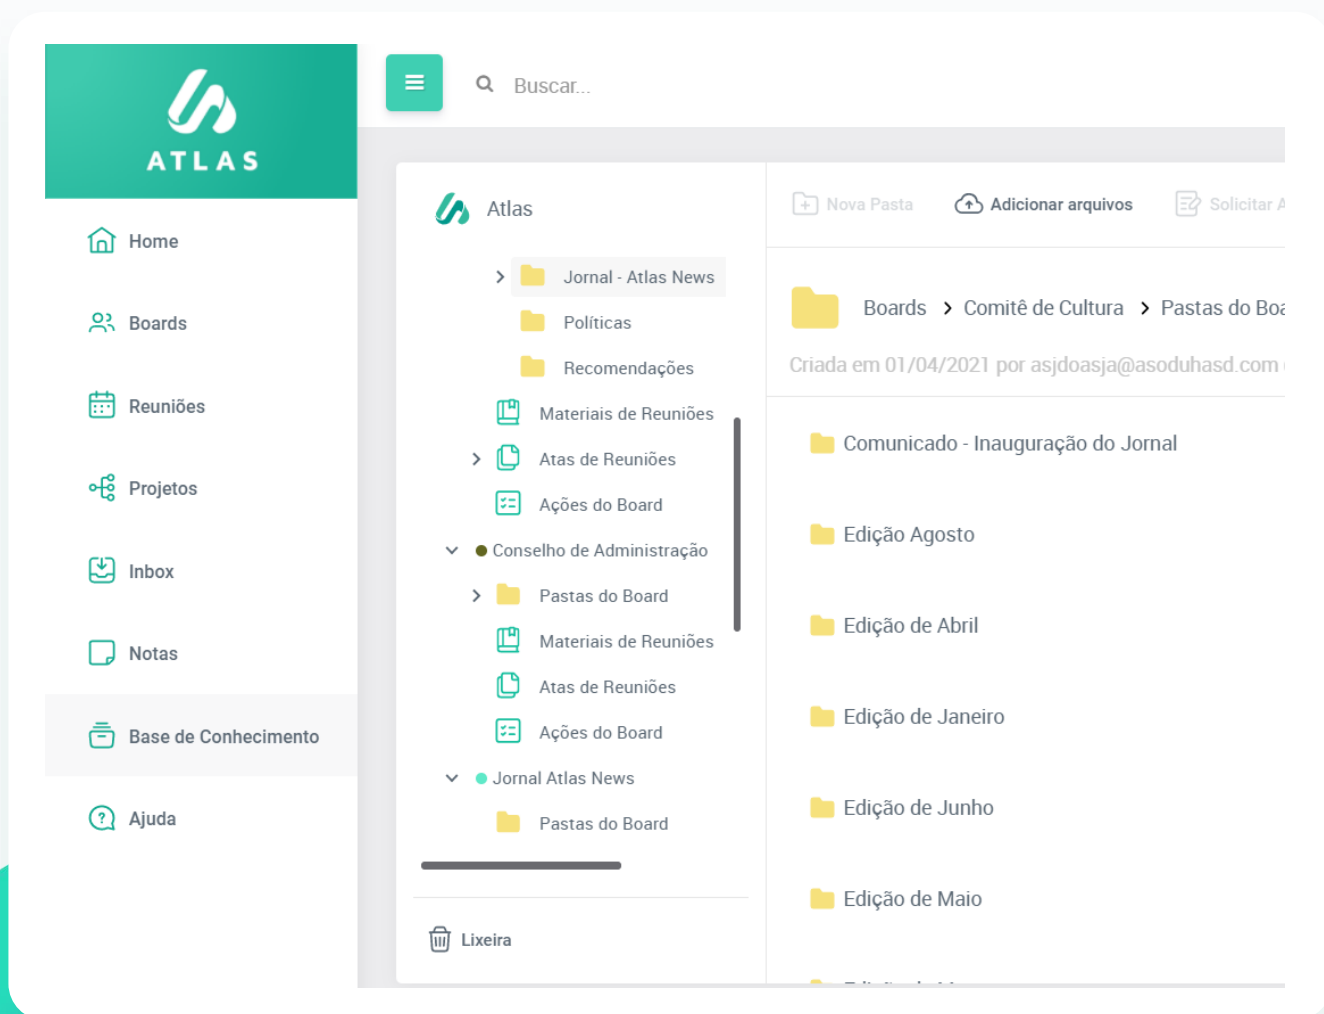 ATLAS
Buscar...
Home
Boards
Reuniões
Projetos
Inbox
Notas
Base de Conhecimento
Ajuda
Atlas
Jornal - Atlas News
Políticas
Recomendações
Materiais de Reuniões
Atas de Reuniões
Ações do Board
Conselho de Administração
Pastas do Board
Materiais de Reuniões
Atas de Reuniões
Ações do Board
Jornal Atlas News
Pastas do Board
Lixeira
Nova Pasta Adicionar arquivos Solicitar
Boards > Comitê de Cultura > Pastas do
Criada em 01/04/2021 por asjdoasja@asoduhasd.com
Comunicado - Inauguração do Jornal
Edição Agosto
Edição de Abril
Edição de Janeiro
Edição de Junho
Edição de Maio